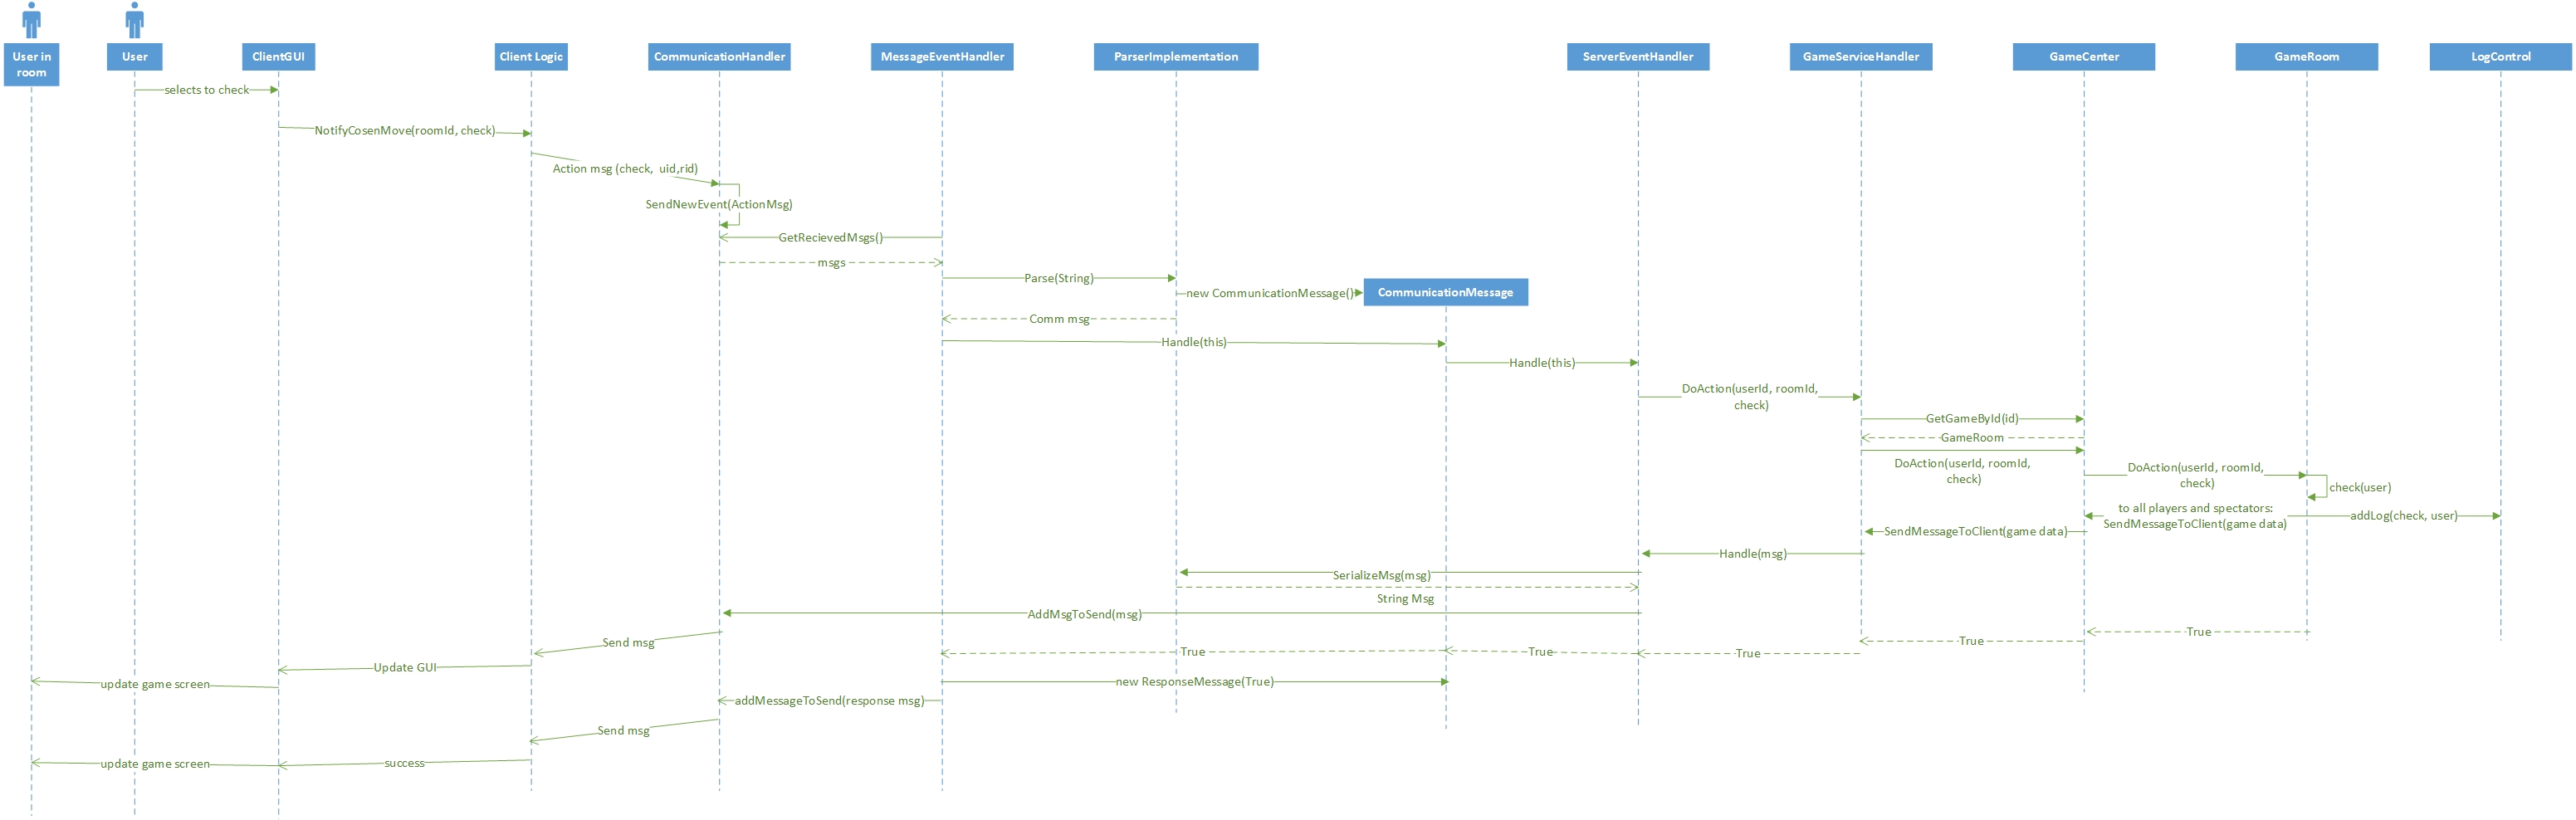 User in
room
User
ClientGUI
Client Logic
CommunicationHandler
MessageEventHandler
ParserImplementation
ServerEventHandler
GameServiceHandler
GameCenter
GameRoom
LogControl
selects to check
NotifyCosenMove(roomId, check)
Action msg (check,  uid,rid)
SendNewEvent(ActionMsg)
GetRecievedMsgs()
msgs
Parse(String)
new CommunicationMessage()
CommunicationMessage
Comm msg
Handle(this)
Handle(this)
DoAction(userId, roomId,
check)
GetGameById(id)
GameRoom
DoAction(userId, roomId,
check)
DoAction(userId, roomId,
check)
check(user)
to all players and spectators:
SendMessageToClient(game data)
addLog(check, user)
SendMessageToClient(game data)
Handle(msg)
SerializeMsg(msg)
String Msg
AddMsgToSend(msg)
Send msg
True
True
True
True
True
Update GUI
update game screen
new ResponseMessage(True)
addMessageToSend(response msg)
Send msg
success
update game screen